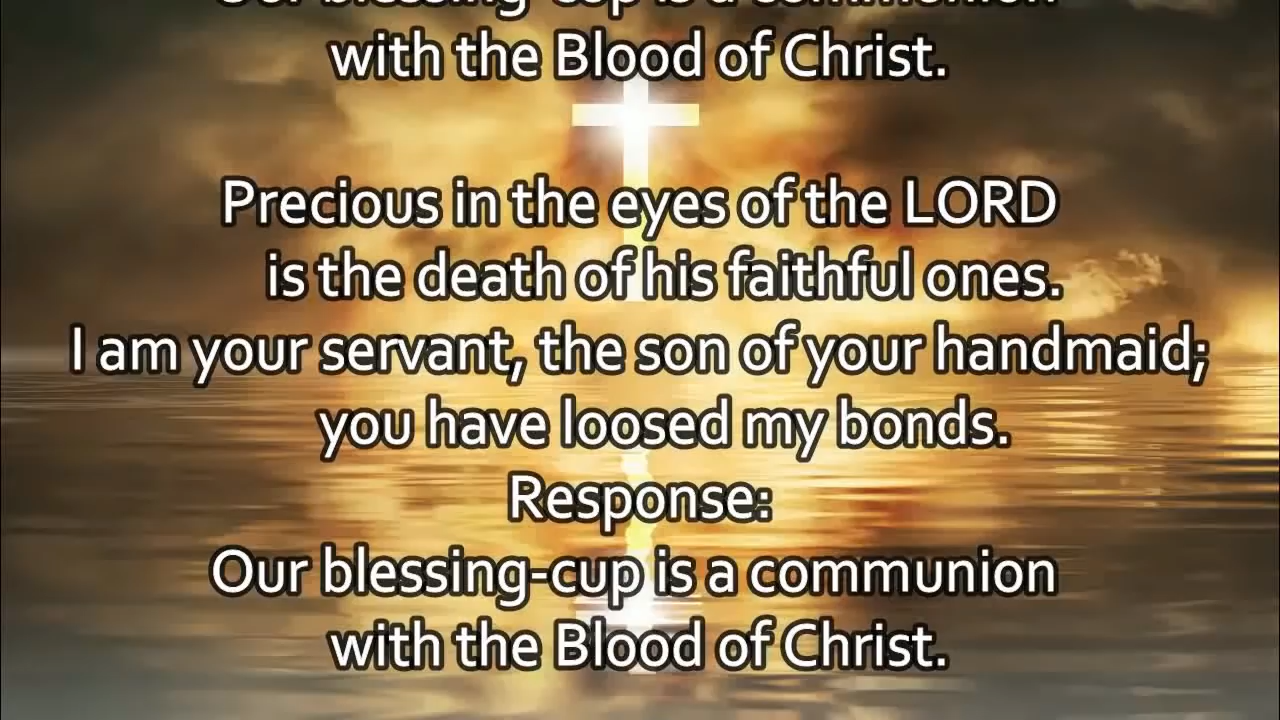 Our blessing-cup is a communion
with the Blood of Christ.
Precious in the eyes of the LORD
is the death of his faithful ones.
I am your servant, the son of your handmaid;
you have loosed my bonds.
Response:
Our blessing-cup is a communion
with the Blood of Christ.